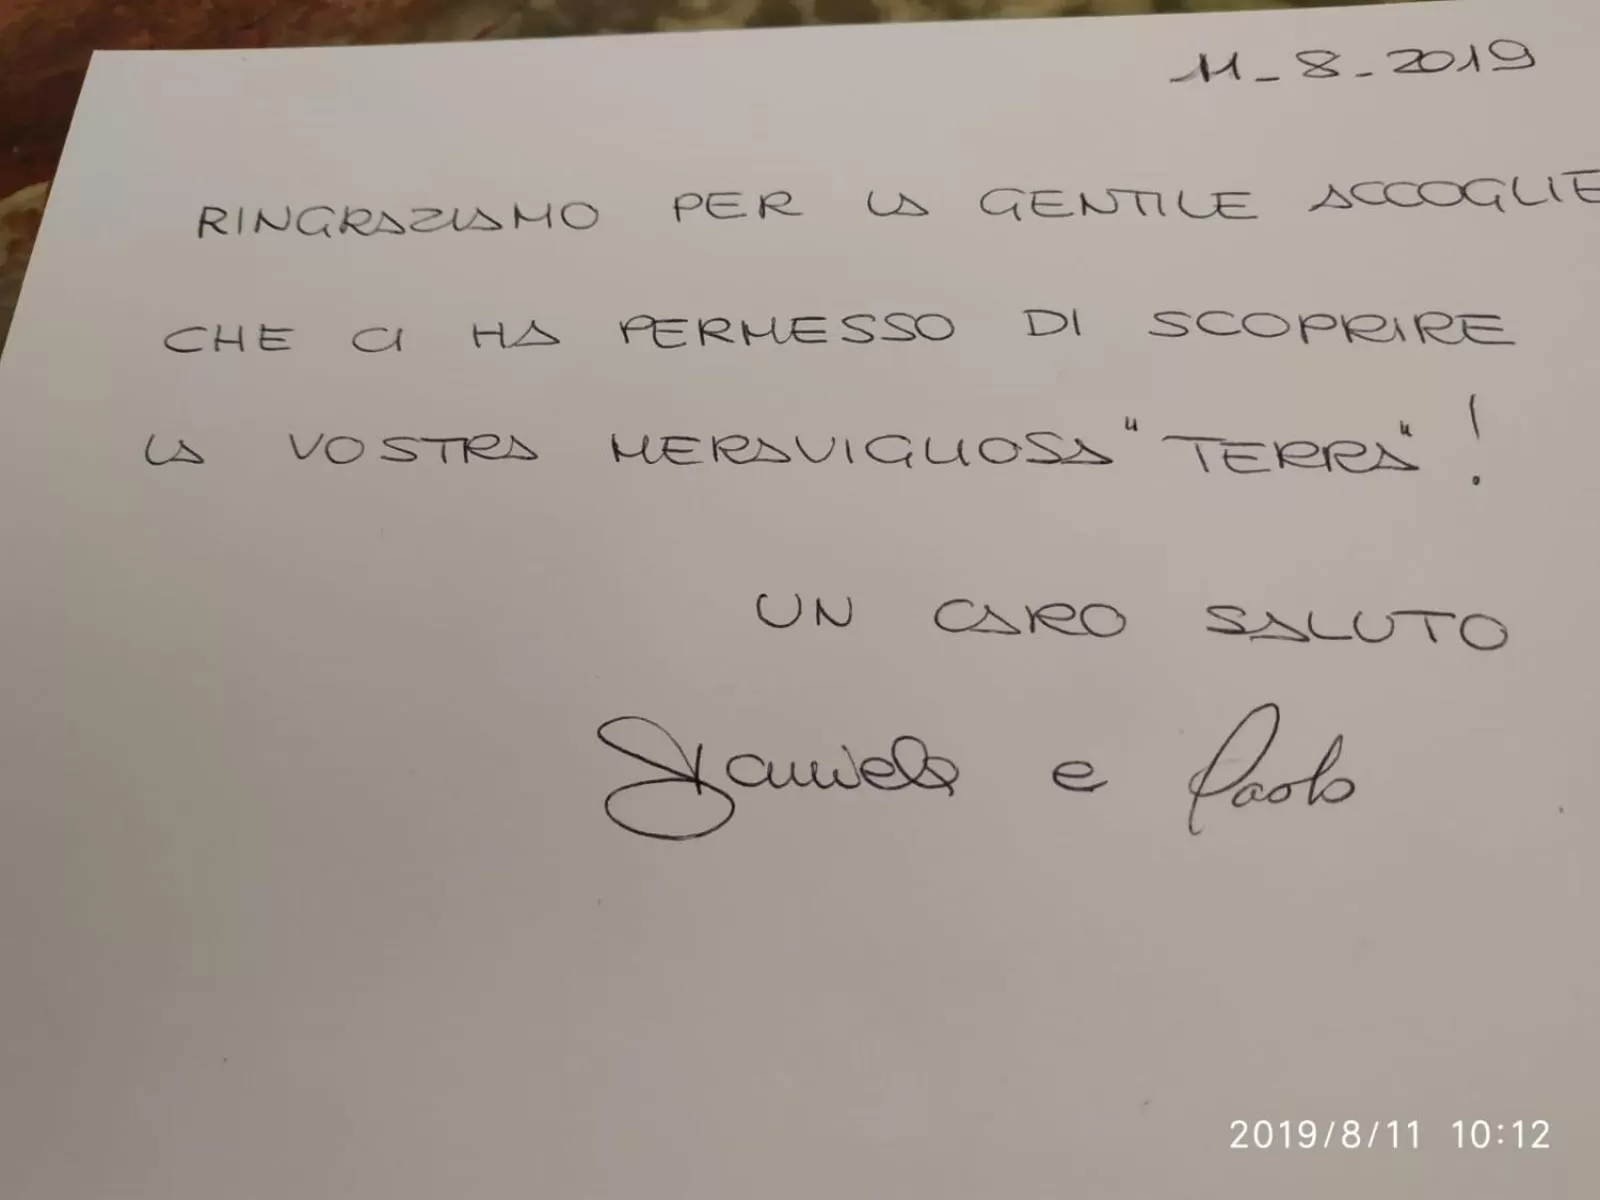 11-8-2019
RINGRAZIAMO PER LA GENTILE ACCOGLIE
CHE CI HA PERMESSO DI SCOPRIRE
LA VOSTRA MERAVIGLIOSA "TERRA"!
UN CARO SALUTO
Daniela e Paolo
2019/8/11 10:12